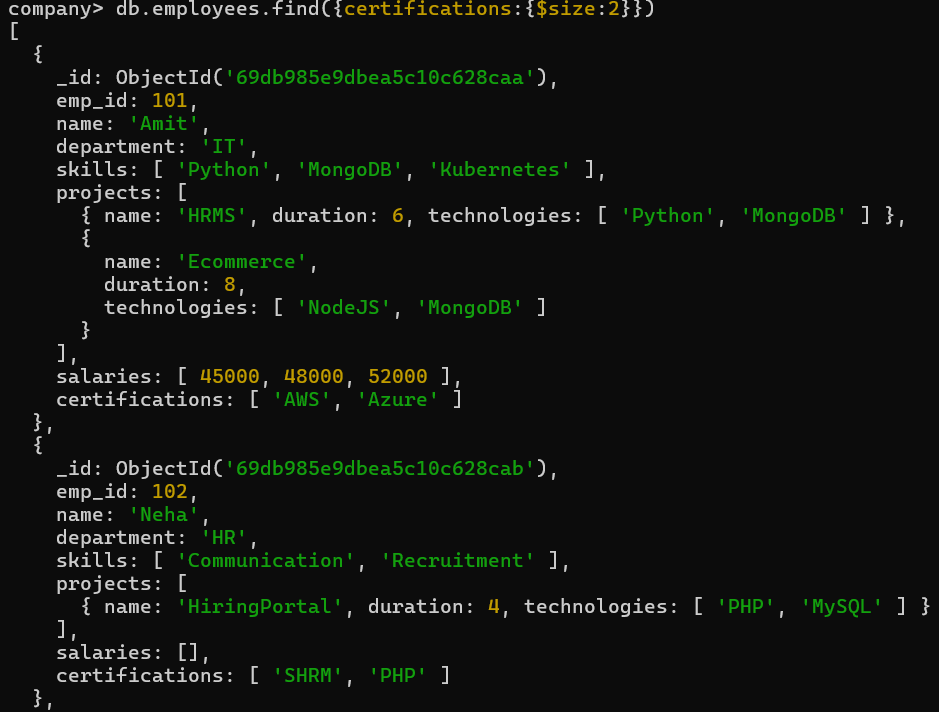 company> db.employees.find({certifications:{$size:2}})
[
  {
    _id: ObjectId('69db985e9dbea5c10c628caa'),
    emp_id: 101,
    name: 'Amit',
    department: 'IT',
    skills: [ 'Python', 'MongoDB', 'Kubernetes' ],
    projects: [
      { name: 'HRMS', duration: 6, technologies: [ 'Python', 'MongoDB' ] },
      {
        name: 'Ecommerce',
        duration: 8,
        technologies: [ 'NodeJS', 'MongoDB' ]
      }
    ],
    salaries: [ 45000, 48000, 52000 ],
    certifications: [ 'AWS', 'Azure' ]
  },
  {
    _id: ObjectId('69db985e9dbea5c10c628cab'),
    emp_id: 102,
    name: 'Neha',
    department: 'HR',
    skills: [ 'Communication', 'Recruitment' ],
    projects: [
      { name: 'HiringPortal', duration: 4, technologies: [ 'PHP', 'MySQL' ] }
    ],
    salaries: [],
    certifications: [ 'SHRM', 'PHP' ]
  },